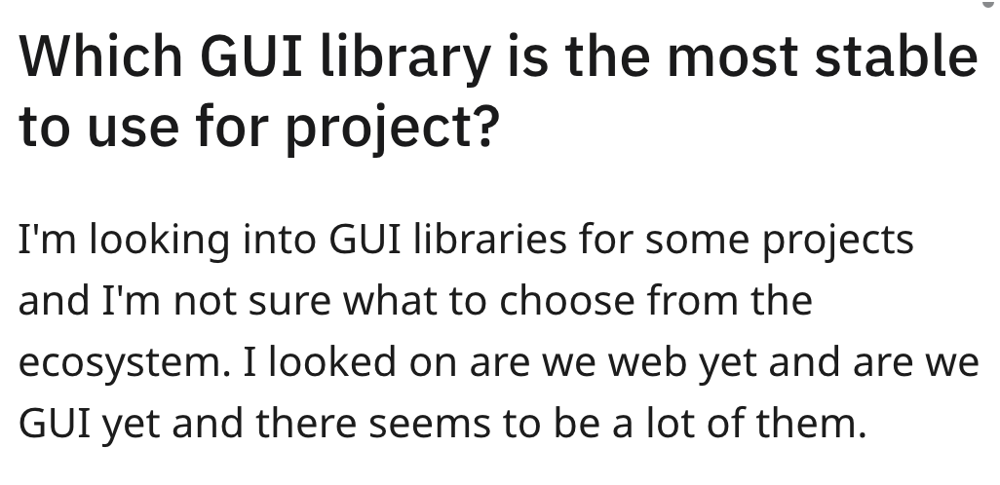 Which GUI library is the most stable
to use for project?
I'm looking into GUI libraries for some projects
and I'm not sure what to choose from the
ecosystem. I looked on are we web yet and are we
GUI yet and there seems to be a lot of them.